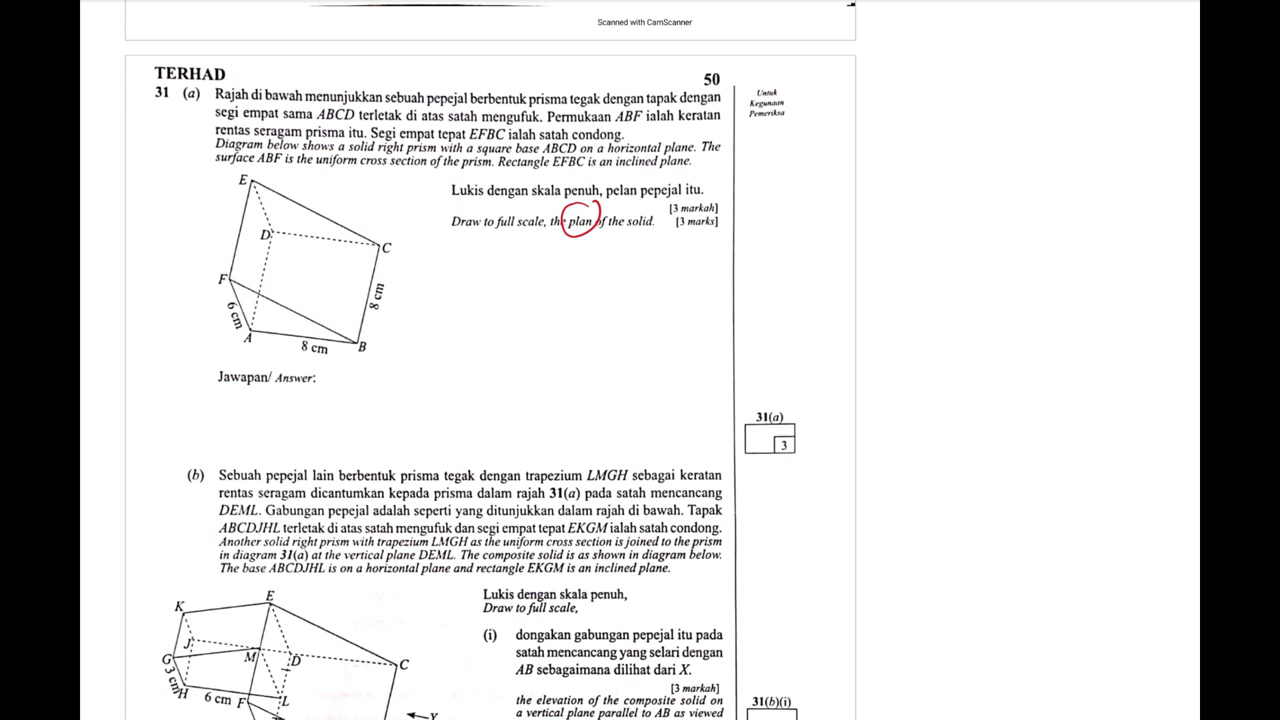 Scanned with CamScanner
TERHAD
50
31 (a) Rajah di bawah menunjukkan sebuah pepejal berbentuk prisma tegak dengan tapak dengan
segi empat sama ABCD terletak di atas satah mengufuk. Permukaan ABF ialah keratan
rentas seragam prisma itu. Segi empat tepat EFBC ialah satah condong.
Diagram below shows a solid right prism with a square base ABCD on a horizontal plane. The
surface ABF is the uniform cross section of the prism. Rectangle EFBC is an inclined plane.
Untuk
Kegunaan
Pemeriksa
E
D
C
F
A
B
6 cm
8 cm
8 cm
Lukis dengan skala penuh, pelan pepejal itu.
[3 markah]
Draw to full scale, the plan of the solid. [3 marks]
Jawapan/ Answer:
31(a)
3
(b) Sebuah pepejal lain berbentuk prisma tegak dengan trapezium LMGH sebagai keratan
rentas seragam dicantumkan kepada prisma dalam rajah 31(a) pada satah mencancang
DEML. Gabungan pepejal adalah seperti yang ditunjukkan dalam rajah di bawah. Tapak
ABCDJHL terletak di atas satah mengufuk dan segi empat tepat EKGM ialah satah condong.
Another solid right prism with trapezium LMGH as the uniform cross section is joined to the prism
in diagram 31(a) at the vertical plane DEML. The composite solid is as shown in diagram below.
The base ABCDJHL is on a horizontal plane and rectangle EKGM is an inclined plane.
K
E
J
G
M
D
C
3 cm
H
6 cm
F
L
Lukis dengan skala penuh,
Draw to full scale,
(i) dongakan gabungan pepejal itu pada
satah mencancang yang selari dengan
AB sebagaimana dilihat dari X.
[3 markah]
the elevation of the composite solid on
a vertical plane parallel to AB as viewed
31(b)(i)